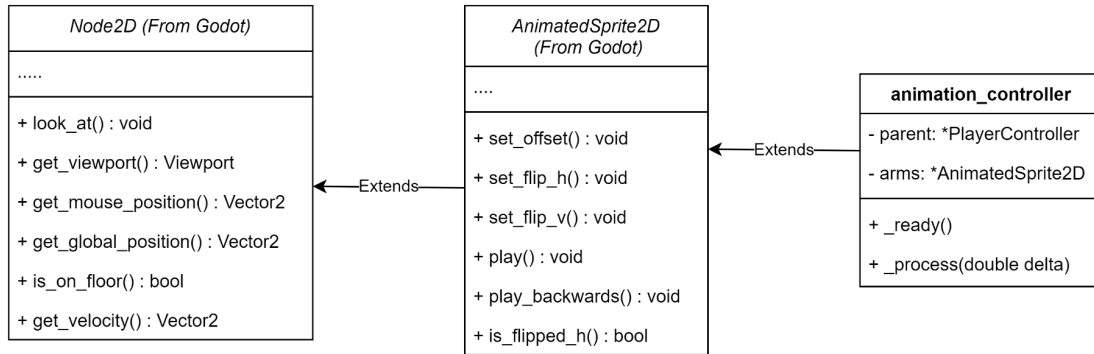 Node2D (From Godot)
.....
+ look_at() : void
+ get_viewport() : Viewport
+ get_mouse_position() : Vector2
+ get_global_position() : Vector2
+ is_on_floor() : bool
+ get_velocity() : Vector2
Extends
AnimatedSprite2D
(From Godot)
....
+ set_offset() : void
+ set_flip_h() : void
+ set_flip_v() : void
+ play() : void
+ play_backwards() : void
+ is_flipped_h() : bool
Extends
animation_controller
- parent: *PlayerController
- arms: *AnimatedSprite2D
+ _ready()
+ _process(double delta)